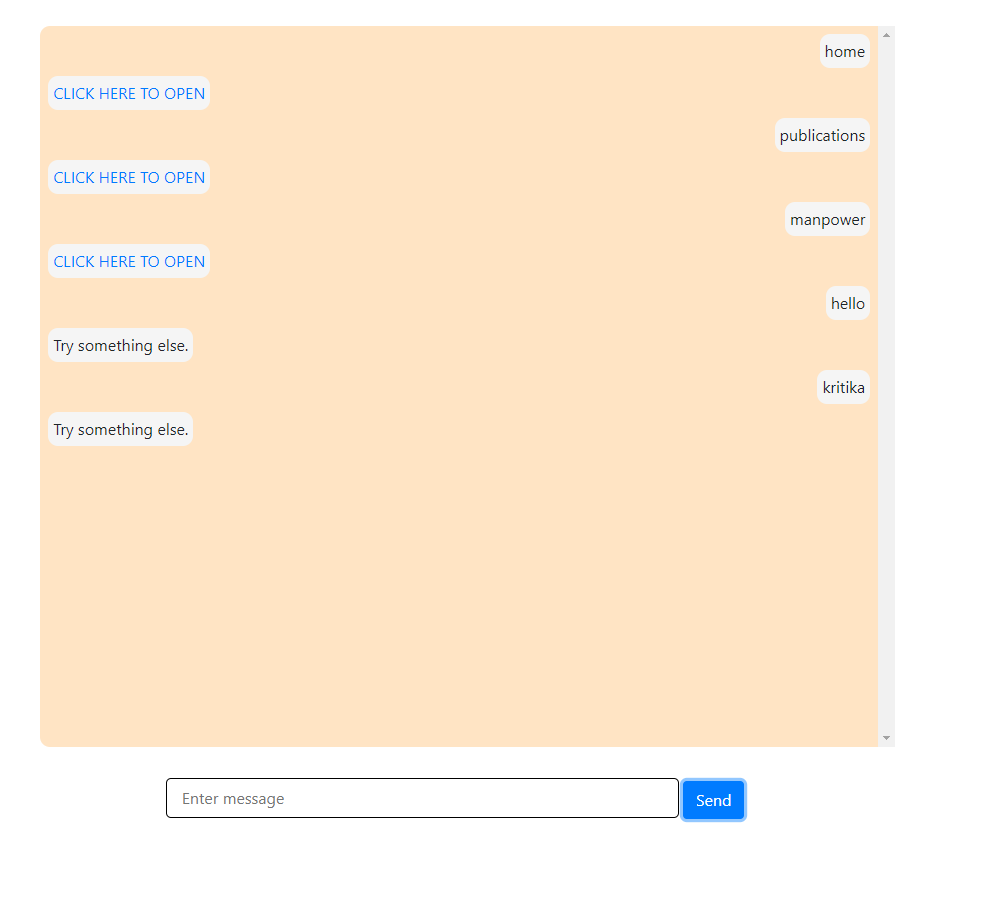 home
CLICK HERE TO OPEN
publications
CLICK HERE TO OPEN
manpower
CLICK HERE TO OPEN
hello
Try something else.
kritika
Try something else.
Enter message
Send